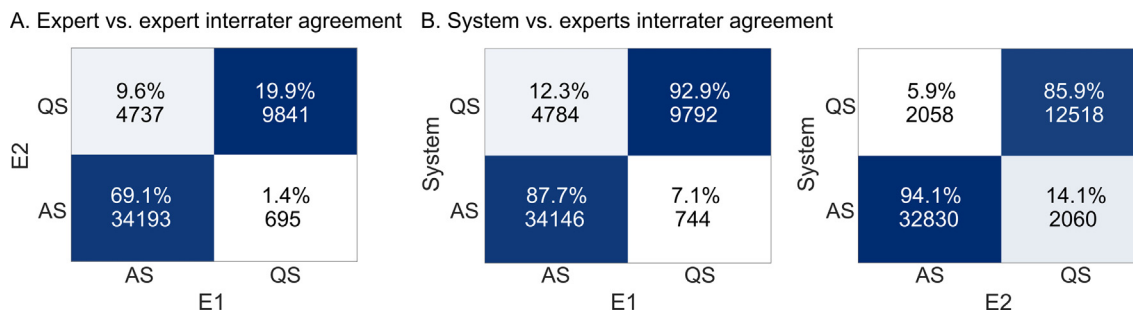 A. Expert vs. expert interrater agreement
B. System vs. experts interrater agreement
E2
QS
9.6%
4737
19.9%
9841
AS
69.1%
34193
1.4%
695
AS
QS
E1
System
QS
12.3%
4784
92.9%
9792
AS
87.7%
34146
7.1%
744
AS
QS
E1
System
QS
5.9%
2058
85.9%
12518
AS
94.1%
32830
14.1%
2060
AS
QS
E2